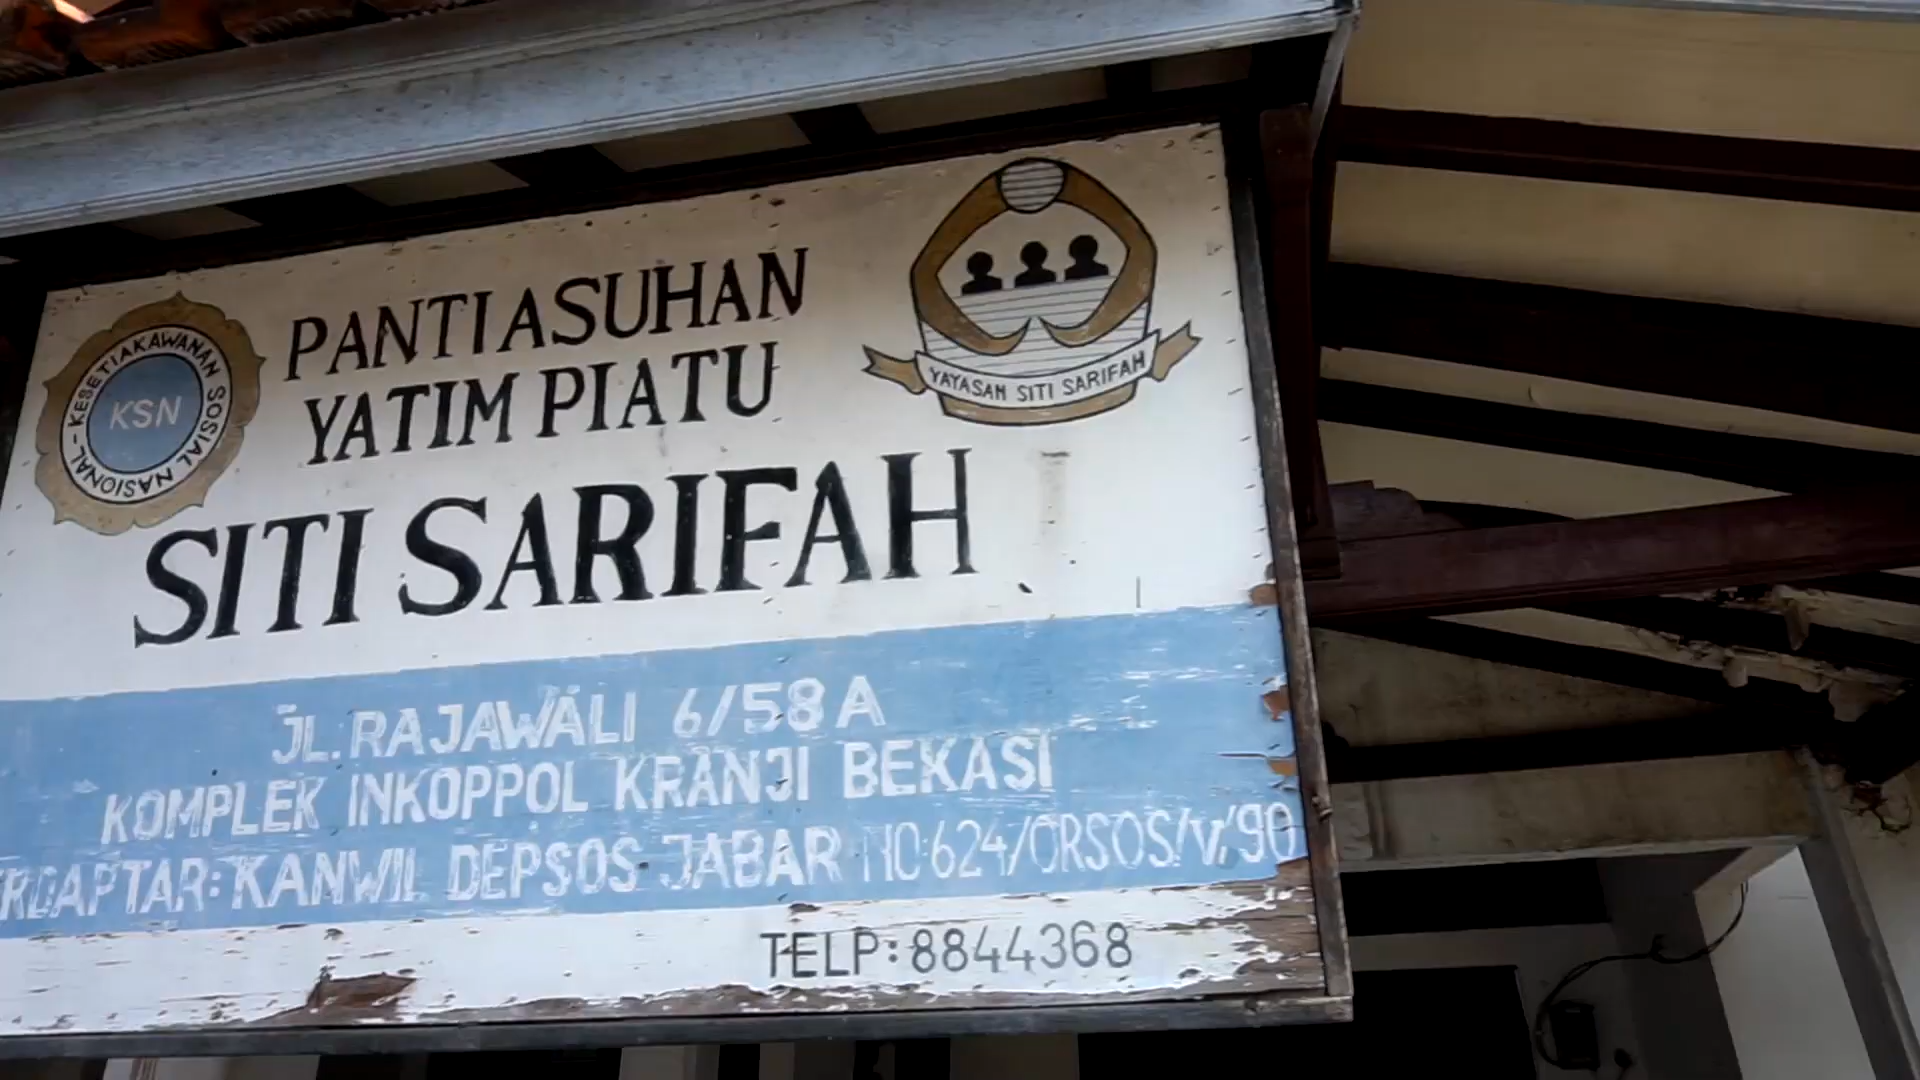 PANTI ASUHAN
YATIM PIATU
SITI SARIFAH
KESETIAKAWANAN SOSIAL NASIONAL-
KSN
YAYASAN SITI SARIFAH
JL.RAJAWALI 6/58 A
KOMPLEK INKOPPOL KRANJI BEKASI
ERDAPTAR:KANWIL DEPSOS JABAR NO:624/ORSOS/V/'90
TELP:8844368